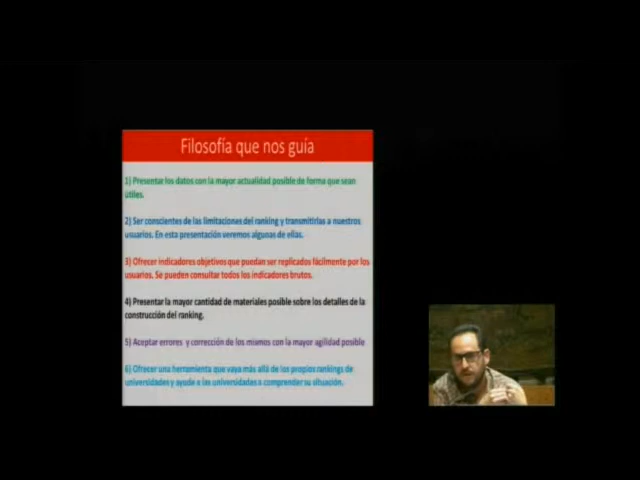 Filosofía que nos guía
1) Presentar los datos con la mayor actualidad posible de forma que sean
útiles.
2) Ser conscientes de las limitaciones del ranking y transmitirlas a nuestros
usuarios. En esta presentación veremos algunas de ellas.
3) Ofrecer indicadores objetivos que puedan ser replicados fácilmente por los
usuarios. Se pueden consultar todos los indicadores brutos.
4) Presentar la mayor cantidad de materiales posible sobre los detalles de la
construcción del ranking.
5) Aceptar errores y corrección de los mismos con la mayor agilidad posible
6) Ofrecer una herramienta que vaya más allá de los propios rankings de
universidades y ayude a las universidades a comprender su situación.